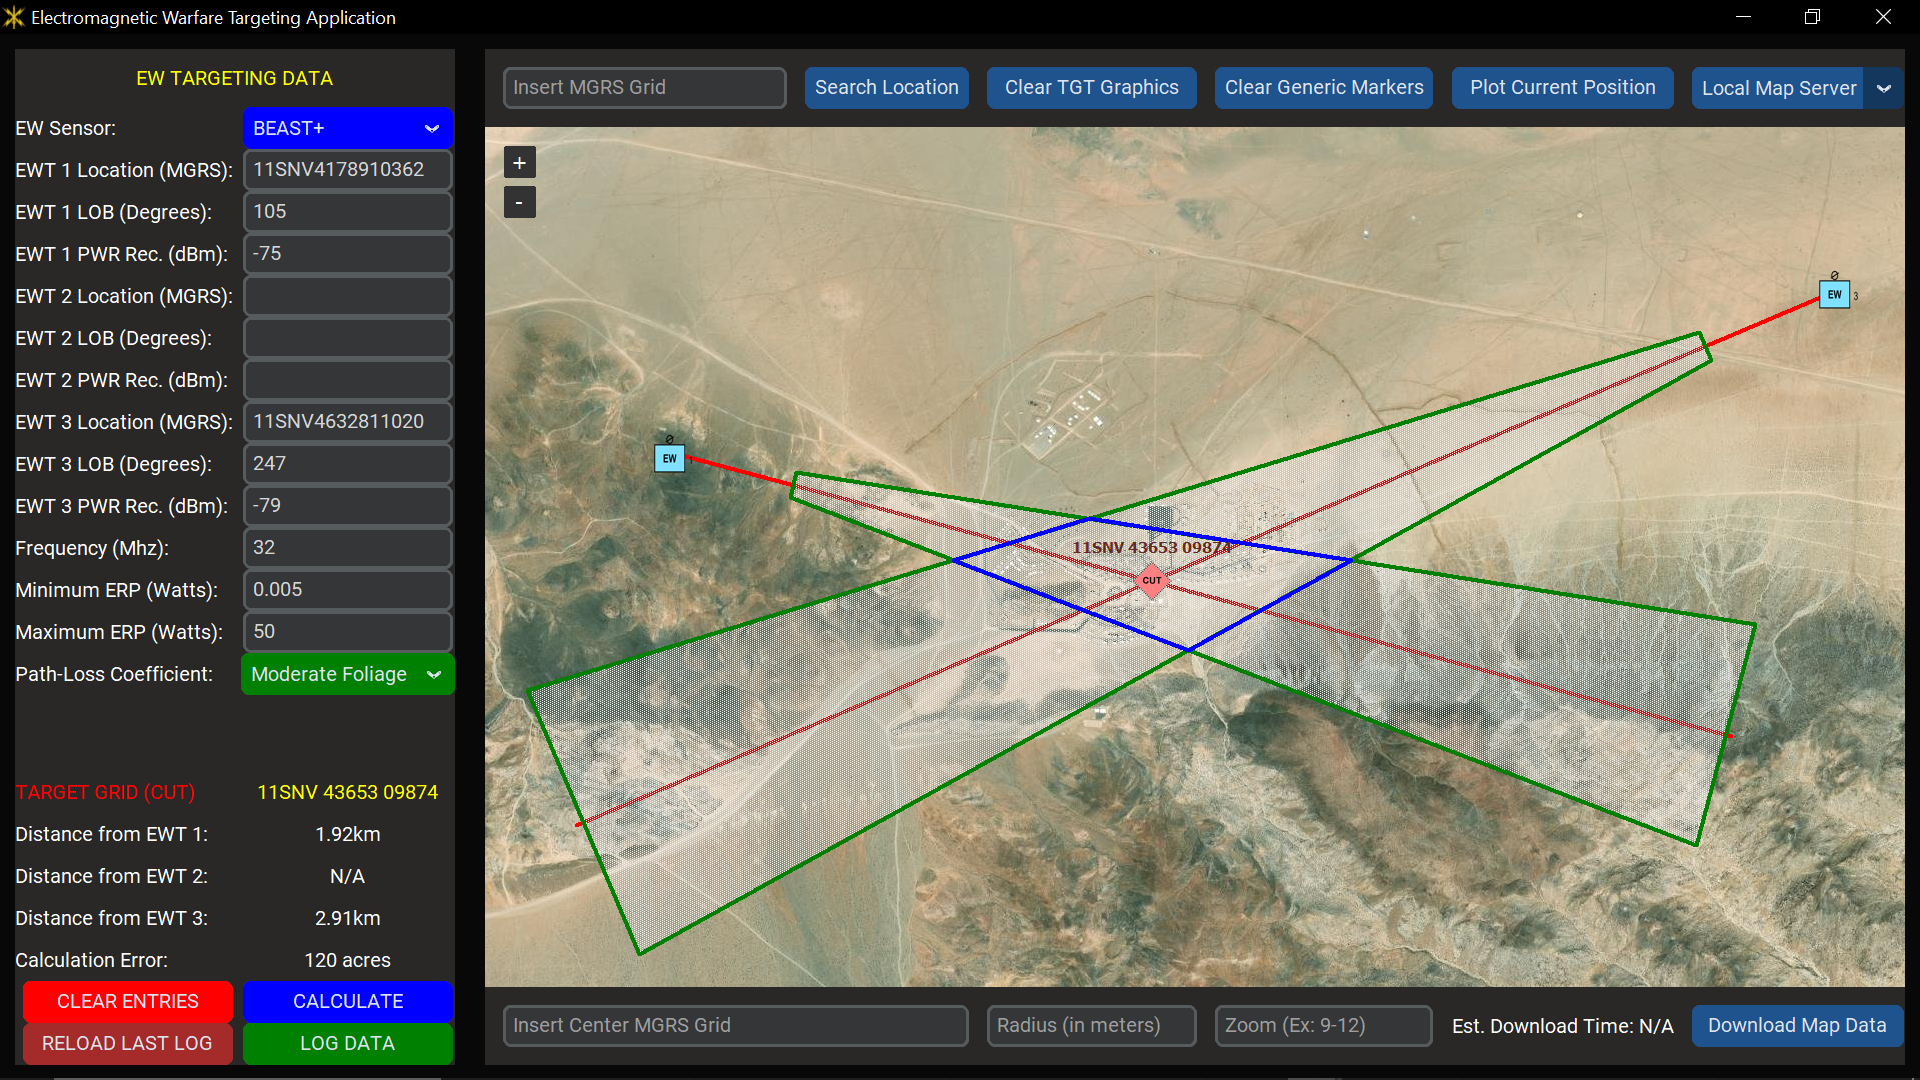 Electromagnetic Warfare Targeting Application
EW TARGETING DATA
EW Sensor: BEAST+
EWT 1 Location (MGRS): 11SNV4178910362
EWT 1 LOB (Degrees): 105
EWT 1 PWR Rec. (dBm): -75
EWT 2 Location (MGRS):
EWT 2 LOB (Degrees):
EWT 2 PWR Rec. (dBm):
EWT 3 Location (MGRS): 11SNV4632811020
EWT 3 LOB (Degrees): 247
EWT 3 PWR Rec. (dBm): -79
Frequency (Mhz): 32
Minimum ERP (Watts): 0.005
Maximum ERP (Watts): 50
Path-Loss Coefficient: Moderate Foliage
TARGET GRID (CUT) 11SNV 43653 09874
Distance from EWT 1: 1.92km
Distance from EWT 2: N/A
Distance from EWT 3: 2.91km
Calculation Error: 120 acres
CLEAR ENTRIES CALCULATE
RELOAD LAST LOG LOG DATA
Insert MGRS Grid Search Location Clear TGT Graphics Clear Generic Markers Plot Current Position Local Map Server
+
-
EW 3
EW
11SNV 43653 09874
CUT
Insert Center MGRS Grid Radius (in meters) Zoom (Ex: 9-12) Est. Download Time: N/A Download Map Data